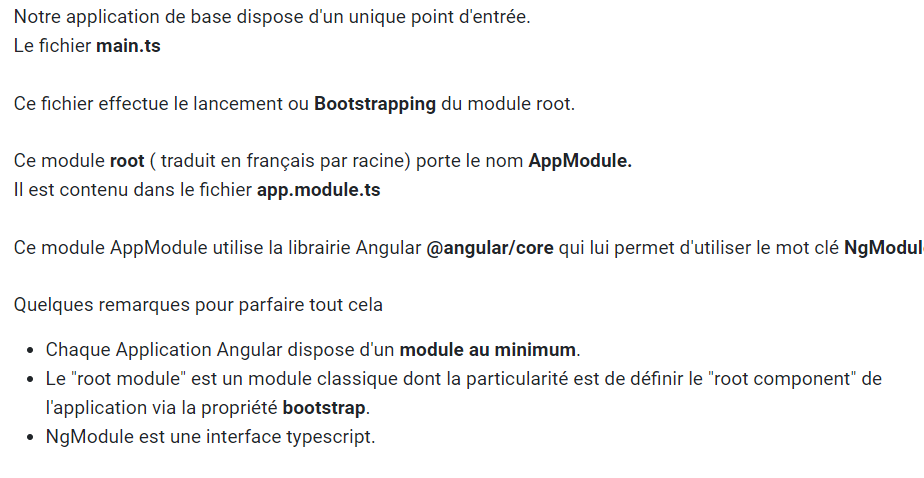 Notre application de base dispose d'un unique point d'entrée.
Le fichier main.ts
Ce fichier effectue le lancement ou Bootstrapping du module root.
Ce module root ( traduit en français par racine) porte le nom AppModule.
Il est contenu dans le fichier app.module.ts
Ce module AppModule utilise la librairie Angular @angular/core qui lui permet d'utiliser le mot clé
Quelques remarques pour parfaire tout cela
• Chaque Application Angular dispose d'un module au minimum.
• Le "root module" est un module classique dont la particularité est de définir le "root component" de
l'application via la propriété bootstrap.
• NgModule est une interface typescript.